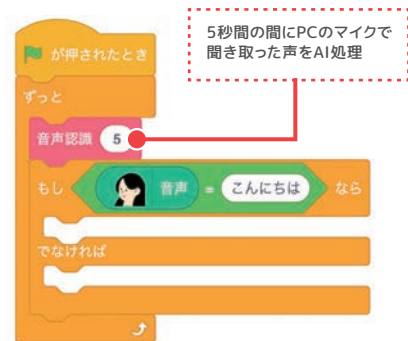 5秒間の間にPCのマイクで
聞き取った声をAI処理
が押されたとき
ずっと
音声認識 5
もし 音声 = こんにちは なら
でなければ